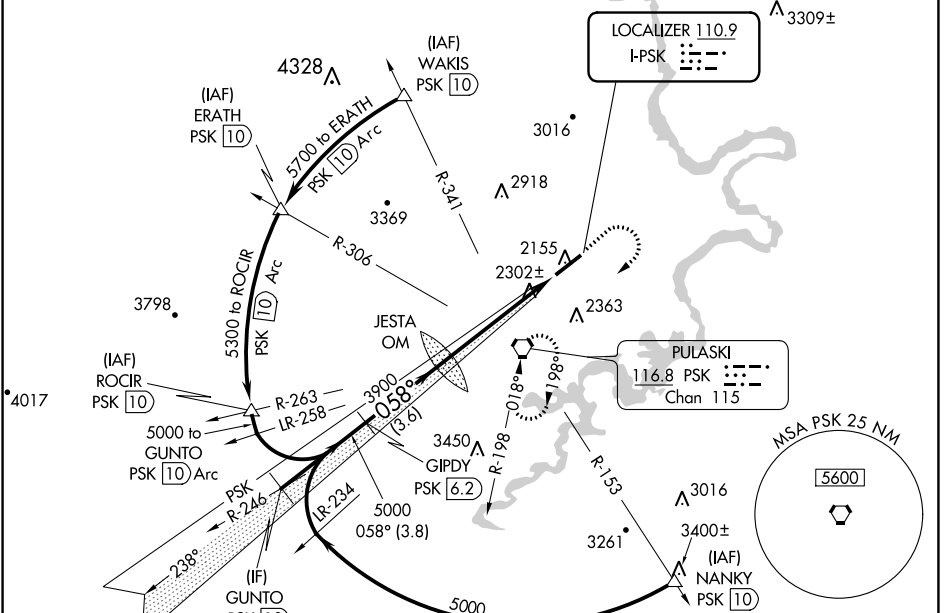 3309±
LOCALIZER 110.9
I-PSK
(IAF)
WAKIS
PSK 10
4328
(IAF)
ERATH
PSK 10
5700 to ERATH
PSK 10 Arc
3016
R-341
2918
3369
R-306
2155
2302±
5300 to ROCIR
PSK 10 Arc
3798
2363
JESTA
OM
PULASKI
116.8 PSK
Chan 115
(IAF)
ROCIR
PSK 10
4017
R-263
LR-258
3900
058°
(3.6)
018°
198°
5000 to
GUNTO
PSK 10 Arc
3450
GIPDY
PSK 6.2
R-198
R-153
MSA PSK 25 NM
5600
PSK
R-246
LR-234
5000
058° (3.8)
3016
3261
3400±
238°
(IF)
GUNTO
(IAF)
NANKY
PSK 10
5000